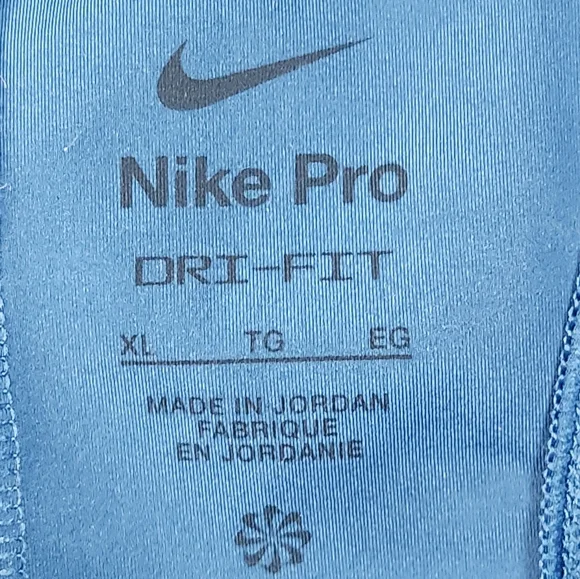 Nike Pro
DRI-FIT
XL TG EG
MADE IN JORDAN
FABRIQUE
EN JORDANIE